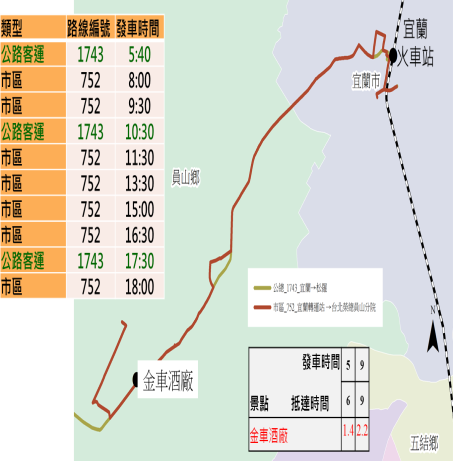 類型 路線編號 發車時間
公路客運 1743 5:40
市區 752 8:00
市區 752 9:30
公路客運 1743 10:30
市區 752 11:30
市區 752 13:30
市區 752 15:00
市區 752 16:30
公路客運 1743 17:30
市區 752 18:00
宜蘭
火車站
宜蘭市
員山鄉
公總_1743_宜蘭→松羅
市區_752_宜蘭轉運站→台北榮總員山分院
N
金車酒廠
發車時間 5 9
景點 抵達時間 6 9
金車酒廠 1.4 2.2
五結鄉